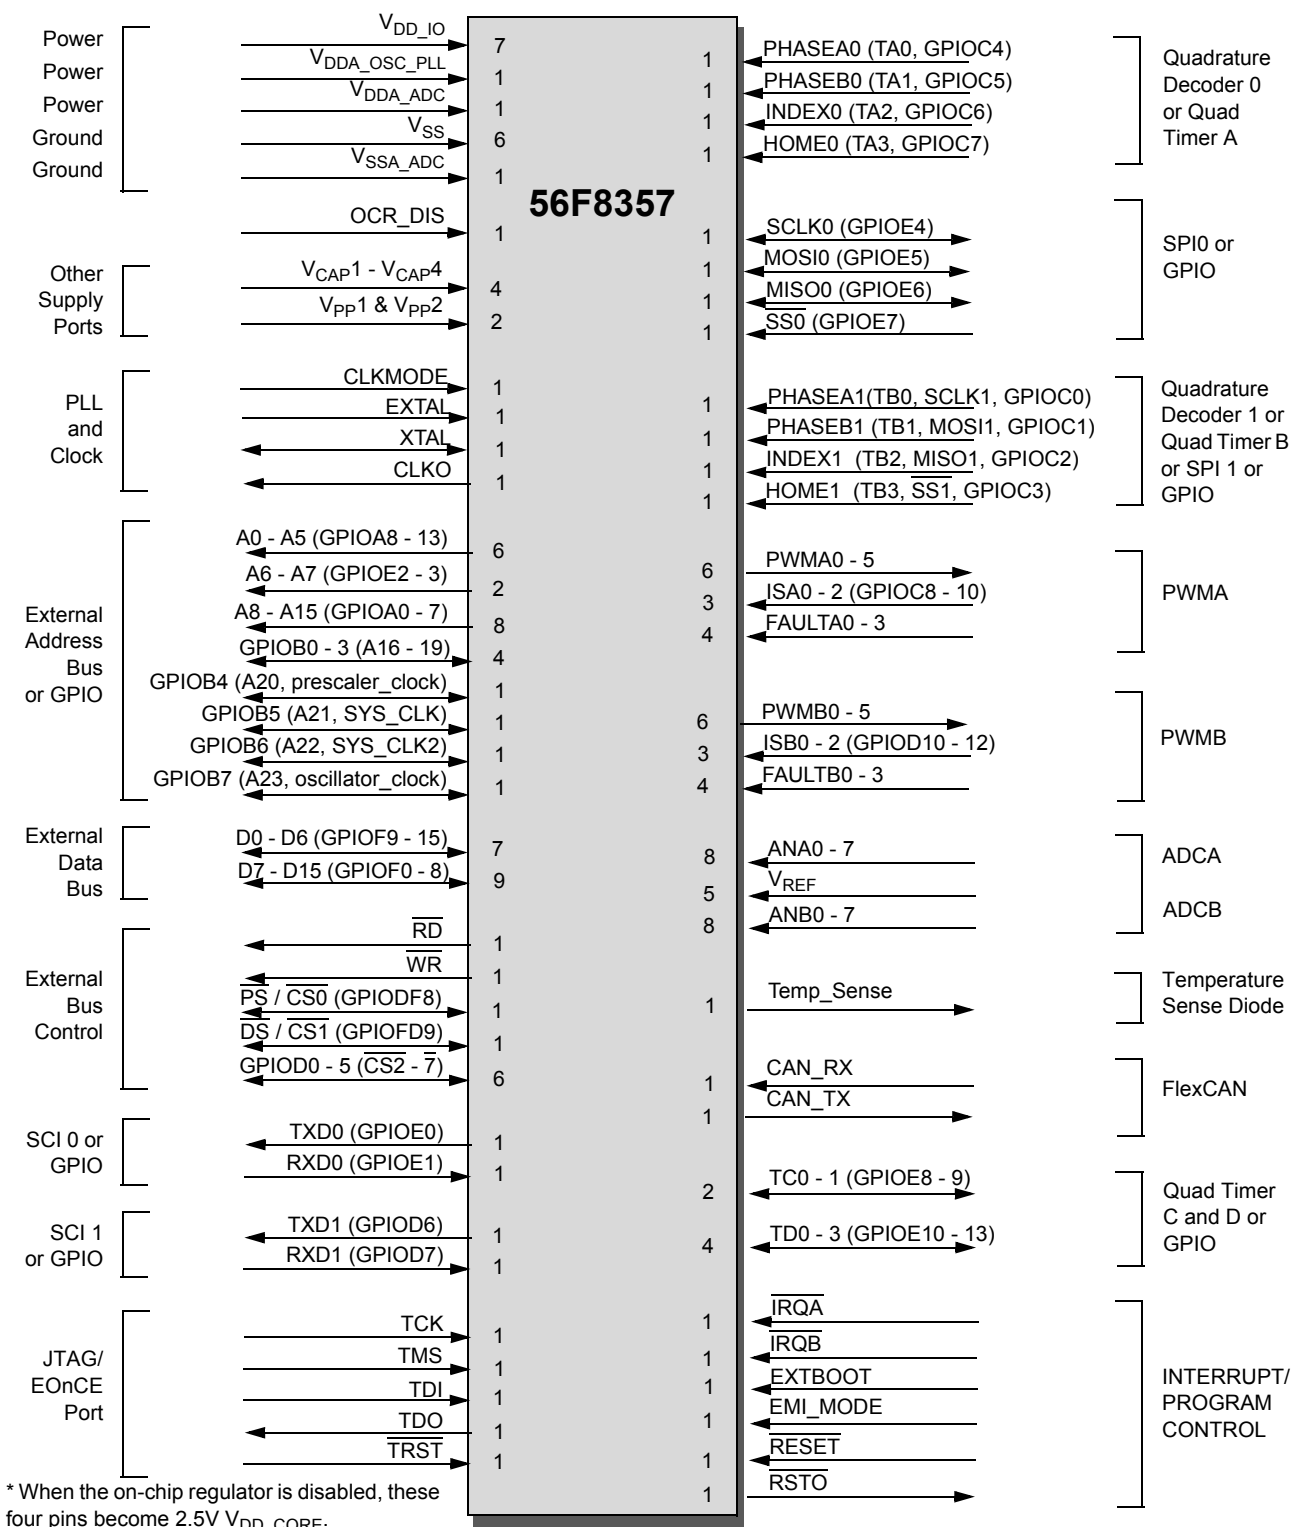 56F8357
Power
Power
Power
Ground
Ground
V_DD_IO
7
V_DDA_OSC_PLL
1
V_DDA_ADC
1
V_SS
6
V_SSA_ADC
1
OCR_DIS
1
Other
Supply
Ports
V_CAP1 - V_CAP4
4
V_PP1 & V_PP2
2
PLL
and
Clock
CLKMODE
1
EXTAL
1
XTAL
1
CLKO
1
External
Address
Bus
or GPIO
A0 - A5 (GPIOA8 - 13)
6
A6 - A7 (GPIOE2 - 3)
2
A8 - A15 (GPIOA0 - 7)
8
GPIOB0 - 3 (A16 - 19)
4
GPIOB4 (A20, prescaler_clock)
1
GPIOB5 (A21, SYS_CLK)
1
GPIOB6 (A22, SYS_CLK2)
1
GPIOB7 (A23, oscillator_clock)
1
External
Data
Bus
D0 - D6 (GPIOF9 - 15)
7
D7 - D15 (GPIOF0 - 8)
9
External
Bus
Control
RD
1
WR
1
PS / CS0 (GPIODF8)
1
DS / CS1 (GPIOFD9)
1
GPIOD0 - 5 (CS2 - 7)
6
SCI 0 or
GPIO
TXD0 (GPIOE0)
1
RXD0 (GPIOE1)
1
SCI 1
or GPIO
TXD1 (GPIOD6)
1
RXD1 (GPIOD7)
1
JTAG/
EOnCE
Port
TCK
1
TMS
1
TDI
1
TDO
1
TRST
1
* When the on-chip regulator is disabled, these
four pins become 2.5V V_DD_CORE.
1
PHASEA0 (TA0, GPIOC4)
1
PHASEB0 (TA1, GPIOC5)
1
INDEX0 (TA2, GPIOC6)
1
HOME0 (TA3, GPIOC7)
Quadrature
Decoder 0
or Quad
Timer A
1
SCLK0 (GPIOE4)
1
MOSI0 (GPIOE5)
1
MISO0 (GPIOE6)
1
SS0 (GPIOE7)
SPI0 or
GPIO
1
PHASEA1(TB0, SCLK1, GPIOC0)
1
PHASEB1 (TB1, MOSI1, GPIOC1)
1
INDEX1 (TB2, MISO1, GPIOC2)
1
HOME1 (TB3, SS1, GPIOC3)
Quadrature
Decoder 1 or
Quad Timer B
or SPI 1 or
GPIO
6
PWMA0 - 5
3
ISA0 - 2 (GPIOC8 - 10)
4
FAULTA0 - 3
PWMA
6
PWMB0 - 5
3
ISB0 - 2 (GPIOD10 - 12)
4
FAULTB0 - 3
PWMB
8
ANA0 - 7
5
V_REF
8
ANB0 - 7
ADCA
ADCB
1
Temp_Sense
Temperature
Sense Diode
1
CAN_RX
1
CAN_TX
FlexCAN
2
TC0 - 1 (GPIOE8 - 9)
4
TD0 - 3 (GPIOE10 - 13)
Quad Timer
C and D or
GPIO
1
IRQA
1
IRQB
1
EXTBOOT
1
EMI_MODE
1
RESET
1
RSTO
INTERRUPT/
PROGRAM
CONTROL